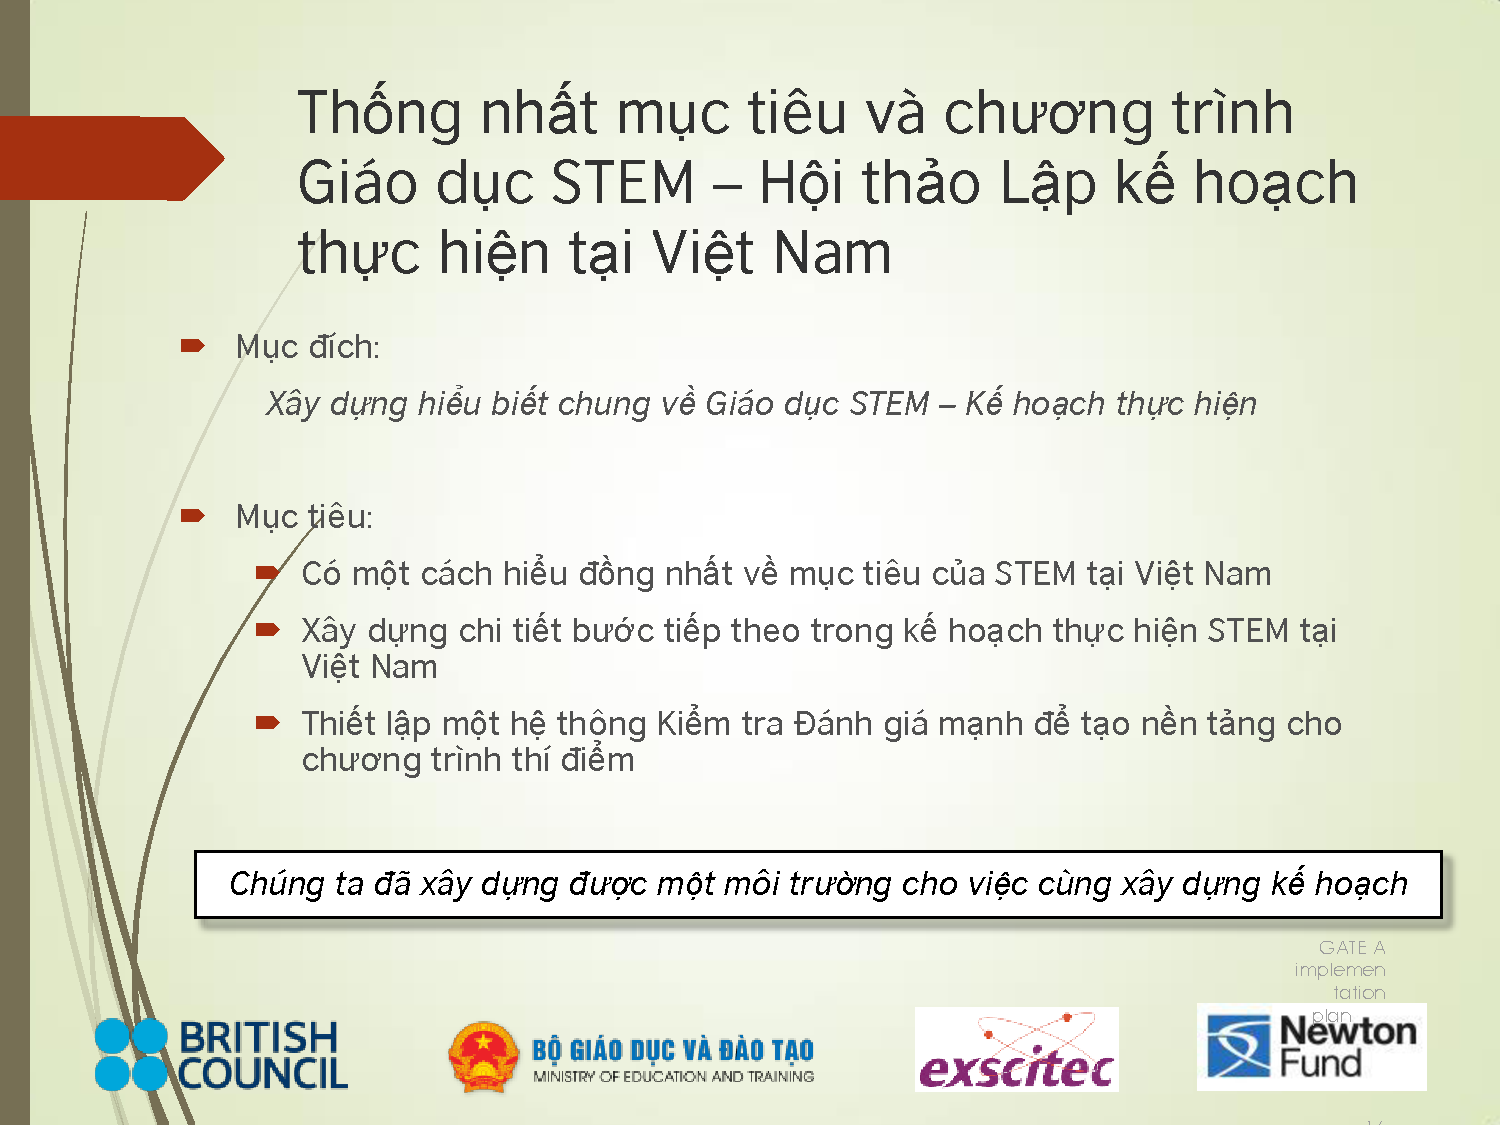 Thống nhất mục tiêu và chương trình
Giáo dục STEM – Hội thảo Lập kế hoạch
thực hiện tại Việt Nam
Mục đích:
Xây dựng hiểu biết chung về Giáo dục STEM – Kế hoạch thực hiện
Mục tiêu:
Có một cách hiểu đồng nhất về mục tiêu của STEM tại Việt Nam
Xây dựng chi tiết bước tiếp theo trong kế hoạch thực hiện STEM tại
Việt Nam
Thiết lập một hệ thông Kiểm tra Đánh giá mạnh để tạo nền tảng cho
chương trình thí điểm
Chúng ta đã xây dựng được một môi trường cho việc cùng xây dựng kế hoạch
GATE A
implemen
tation
plan
BRITISH
COUNCIL
BỘ GIÁO DỤC VÀ ĐÀO TẠO
MINISTRY OF EDUCATION AND TRAINING
exscitec
Newton
Fund